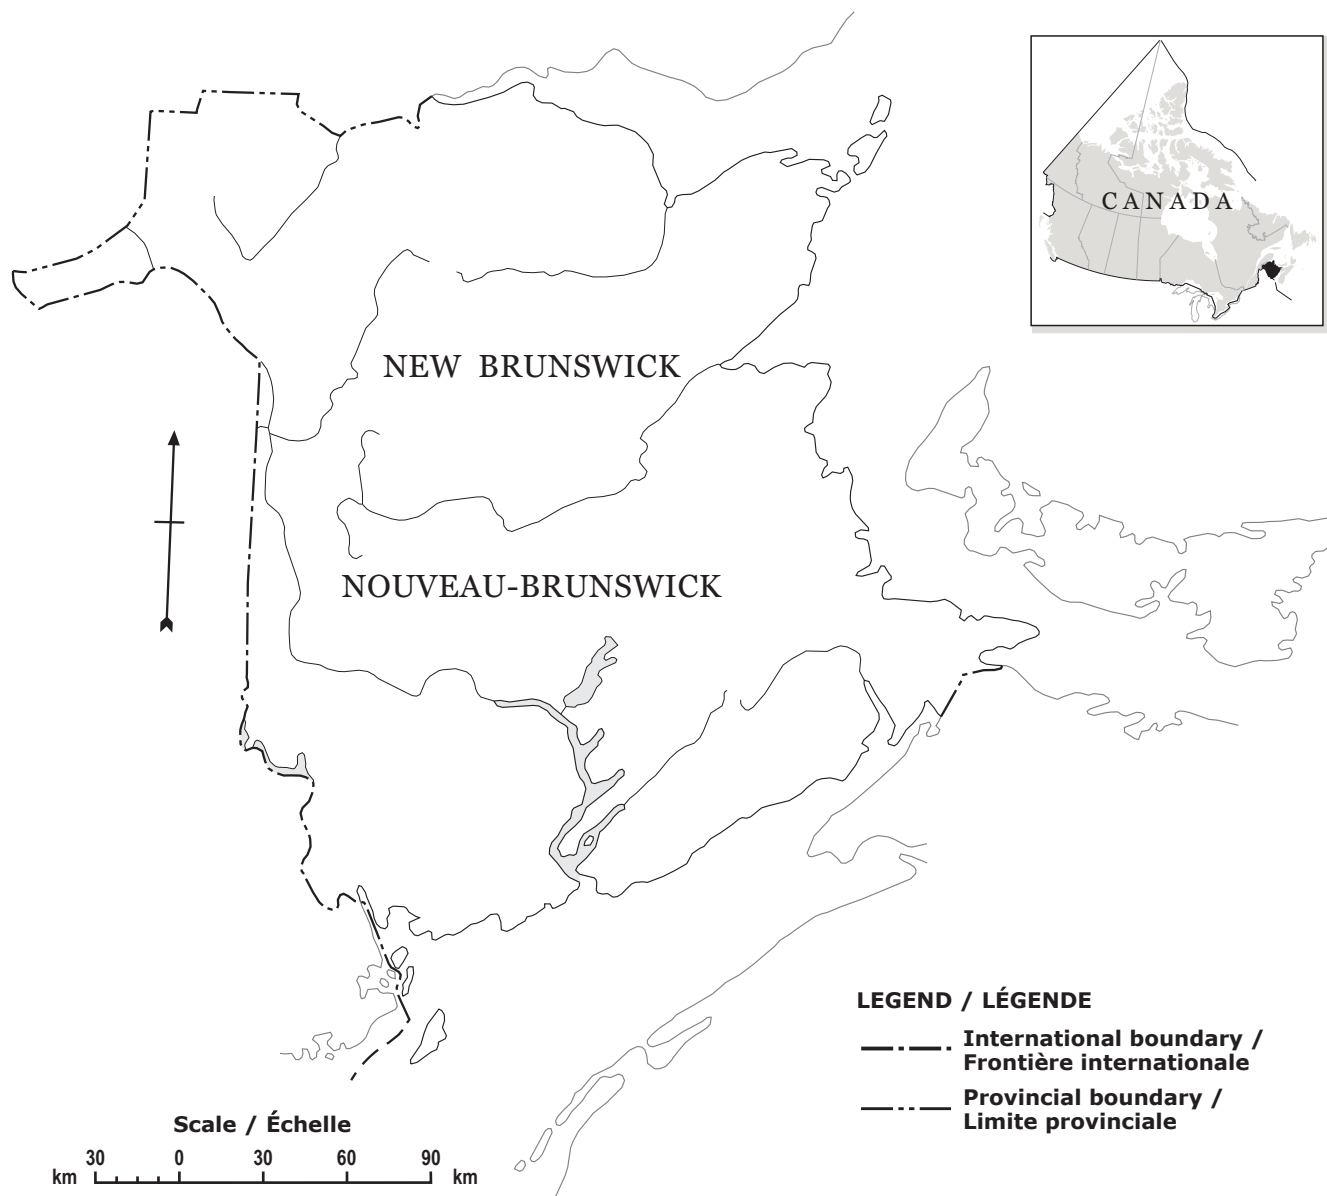 CANADA
NEW BRUNSWICK
NOUVEAU-BRUNSWICK
LEGEND / LÉGENDE
International boundary /
Frontière internationale
Provincial boundary /
Limite provinciale
Scale / Échelle
30 0 30 60 90
km km